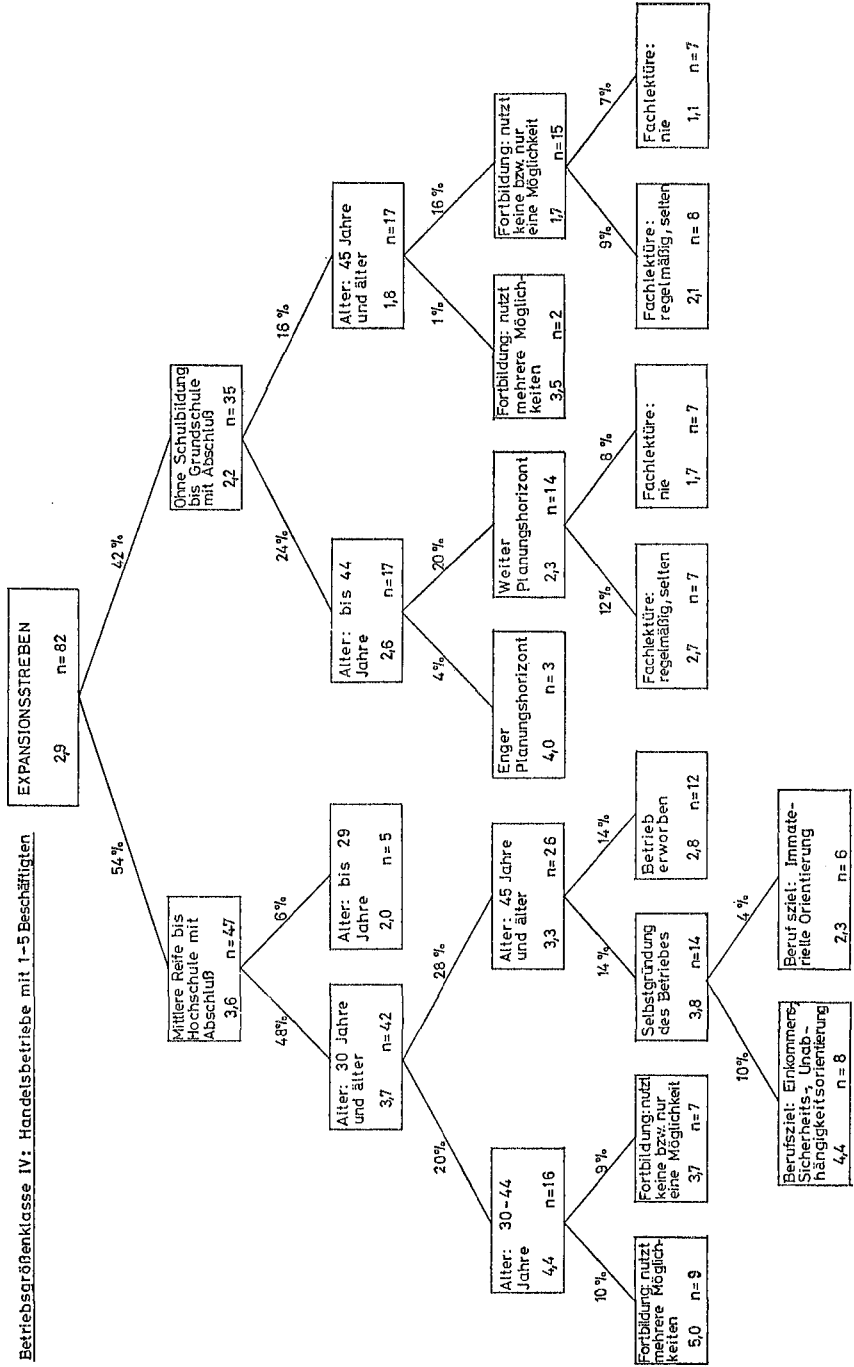 Betriebsgrößenklasse IV: Handelsbetriebe mit 1-5 Beschäftigten
EXPANSIONSSTREBEN
2,9 n=82
54%
42%
Mittlere Reife bis
Hochschule mit
Abschluß
3,6 n=47
Ohne Schulbildung
bis Grundschule
mit Abschluß
2,2 n=35
48%
6%
24%
16%
Alter: 30 Jahre
und älter
3,7 n=42
Alter: bis 29
Jahre
2,0 n=5
Alter: bis 44
Jahre
2,6 n=17
Alter: 45 Jahre
und älter
1,8 n=17
20%
28%
4%
20%
1%
16%
Alter: 30-44
Jahre
4,4 n=16
Alter: 45 Jahre
und älter
3,3 n=26
Enger
Planungshorizont
4,0 n=3
Weiter
Planungshorizont
2,3 n=14
Fortbildung: nutzt
mehrere Möglich-
keiten
3,5 n=2
Fortbildung: nutzt
keine bzw. nur
eine Möglichkeit
1,7 n=15
10%
9%
14%
14%
12%
8%
9%
7%
Fortbildung: nutzt
mehrere Möglich-
keiten
5,0 n=9
Fortbildung: nutzt
keine bzw. nur
eine Möglichkeit
3,7 n=7
Selbstgründung
des Betriebes
3,8 n=14
Betrieb
erworben
2,8 n=12
Fachlektüre:
regelmäßig, selten
2,7 n=7
Fachlektüre:
nie
1,7 n=7
Fachlektüre:
regelmäßig, selten
2,1 n=8
Fachlektüre:
nie
1,1 n=7
10%
4%
Berufsziel: Einkommens-,
Sicherheits-, Unab-
hängigkeitsorientierung
4,4 n=8
Berufsziel: Immate-
rielle Orientierung
2,3 n=6